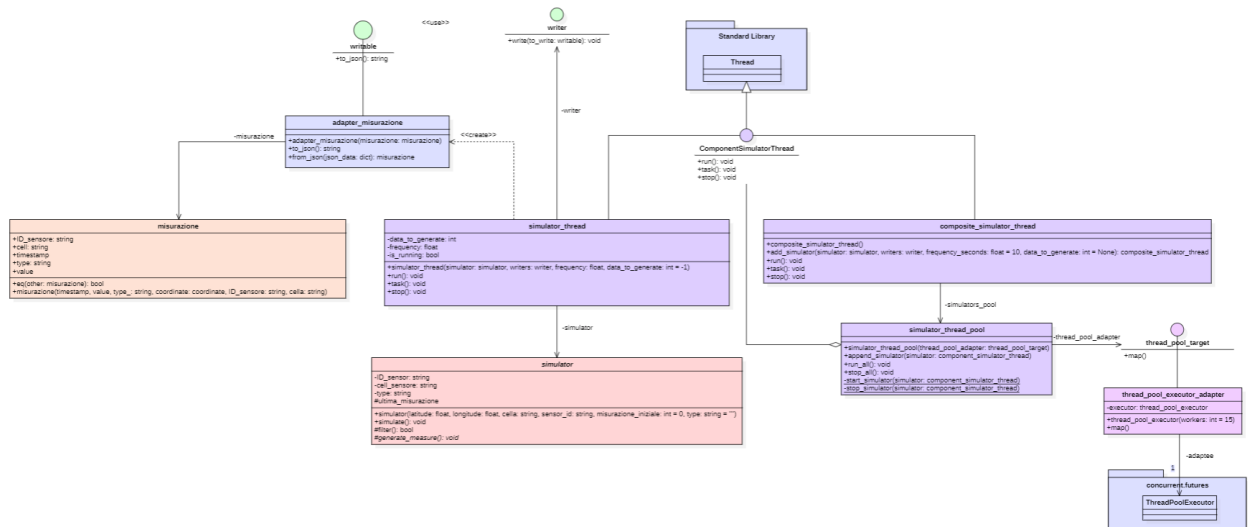 <<use>>
writer
+write(to_write: writable): void
writable
+to_json(): string
Standard Library
Thread
-writer
adapter_misurazione
+adapter_misurazione(misurazione: misurazione)
+to_json(): string
+from_json(json_data: dict): misurazione
-misurazione
<<create>>
ComponentSimulatorThread
+run(): void
+task(): void
+stop(): void
misurazione
+ID_sensore: string
+cell: string
+timestamp
+type: string
+value
+eq(other: misurazione): bool
+misurazione(timestamp, value, type_: string, coordinate: coordinate, ID_sensore: string, cella: string)
simulator_thread
-data_to_generate: int
-frequency: float
-is_running: bool
+simulator_thread(simulator: simulator, writers: writer, frequency: float, data_to_generate: int = -1)
+run(): void
+task(): void
+stop(): void
composite_simulator_thread
+composite_simulator_thread()
+add_simulator(simulator: simulator, writers: writer, frequency_seconds: float = 10, data_to_generate: int = None): composite_simulator_thread
+run(): void
+task(): void
+stop(): void
-simulators_pool
-simulator
simulator_thread_pool
+simulator_thread_pool(thread_pool_adapter: thread_pool_target)
+append_simulator(simulator: component_simulator_thread)
+run_all(): void
+stop_all(): void
-start_simulator(simulator: component_simulator_thread)
-stop_simulator(simulator: component_simulator_thread)
-thread_pool_adapter
thread_pool_target
+map()
simulator
-ID_sensor: string
-cell_sensore: string
-type: string
#ultima_misurazione
+simulator(latitude: float, longitude: float, cella: string, sensor_id: string, misurazione_iniziale: int = 0, type: string = "")
+simulate(): void
#filter(): bool
#generate_measure(): void
thread_pool_executor_adapter
-executor: thread_pool_executor
+thread_pool_executor(workers: int = 15)
+map()
-adaptee
1
concurrent.futures
ThreadPoolExecutor